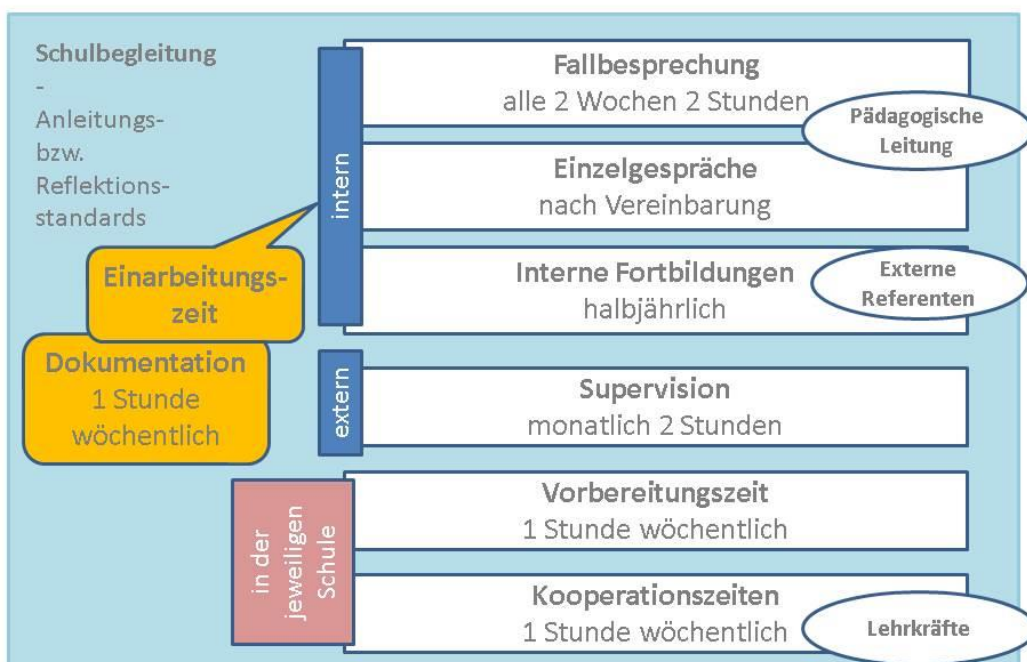 Schulbegleitung
-
Anleitungs-
bzw.
Reflektions-
standards
Einarbeitungs-
zeit
Dokumentation
1 Stunde
wöchentlich
intern
Fallbesprechung
alle 2 Wochen 2 Stunden
Pädagogische
Leitung
Einzelgespräche
nach Vereinbarung
Interne Fortbildungen
halbjährlich
Externe
Referenten
extern
Supervision
monatlich 2 Stunden
in der
jeweiligen
Schule
Vorbereitungszeit
1 Stunde wöchentlich
Kooperationszeiten
1 Stunde wöchentlich
Lehrkräfte